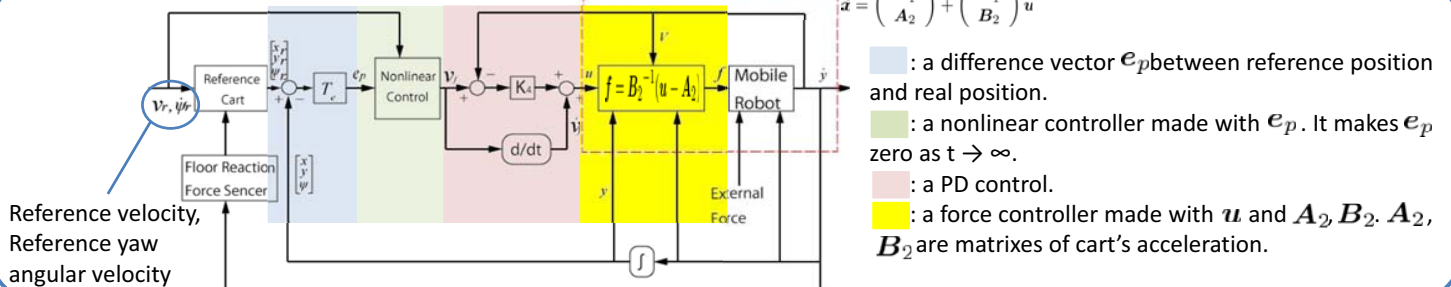 ẋ = ( A₂ ) + ( B₂ ) u
Reference
Cart
[xᵣ yᵣ ψᵣ]
+
−
Tₑ
eₚ
Nonlinear
Control
+
−
K₄
+
+
d/dt
u
V
f = B₂⁻¹(u − A₂)
f
Mobile
Robot
ẏ
vᵣ, ψ̇ᵣ
Floor Reaction
Force Sencer
[x y ψ]
y
External
Force
∫
Reference velocity,
Reference yaw
angular velocity
: a difference vector eₚ between reference position
and real position.
: a nonlinear controller made with eₚ. It makes eₚ
zero as t → ∞.
: a PD control.
: a force controller made with u and A₂, B₂. A₂,
B₂ are matrixes of cart's acceleration.